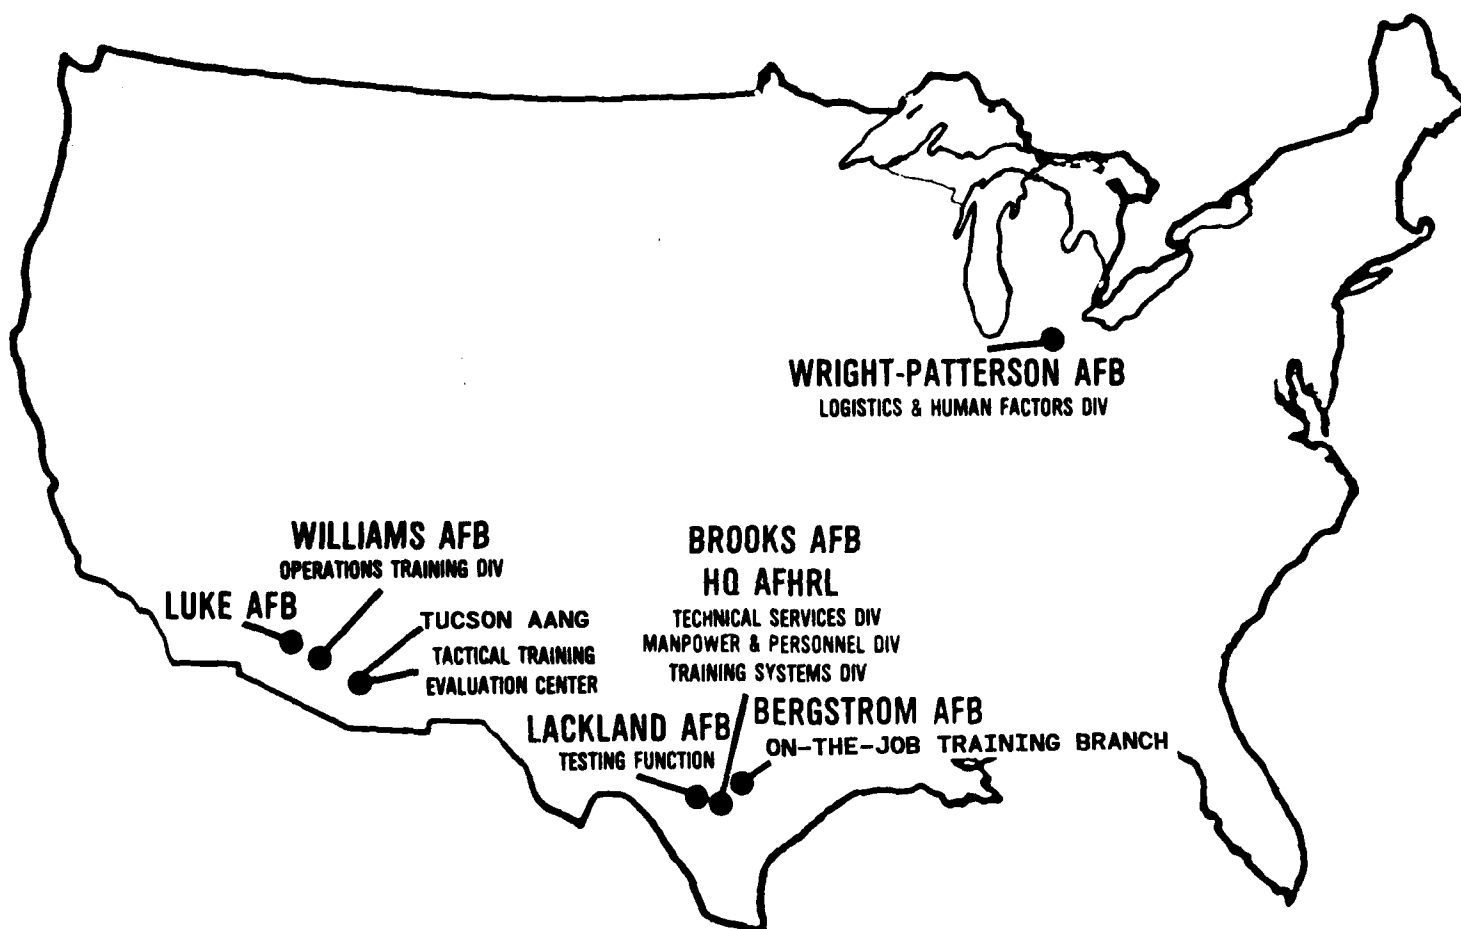 WRIGHT-PATTERSON AFB
LOGISTICS & HUMAN FACTORS DIV
WILLIAMS AFB
OPERATIONS TRAINING DIV
LUKE AFB
TUCSON AANG
TACTICAL TRAINING
EVALUATION CENTER
BROOKS AFB
HQ AFHRL
TECHNICAL SERVICES DIV
MANPOWER & PERSONNEL DIV
TRAINING SYSTEMS DIV
LACKLAND AFB
TESTING FUNCTION
BERGSTROM AFB
ON-THE-JOB TRAINING BRANCH